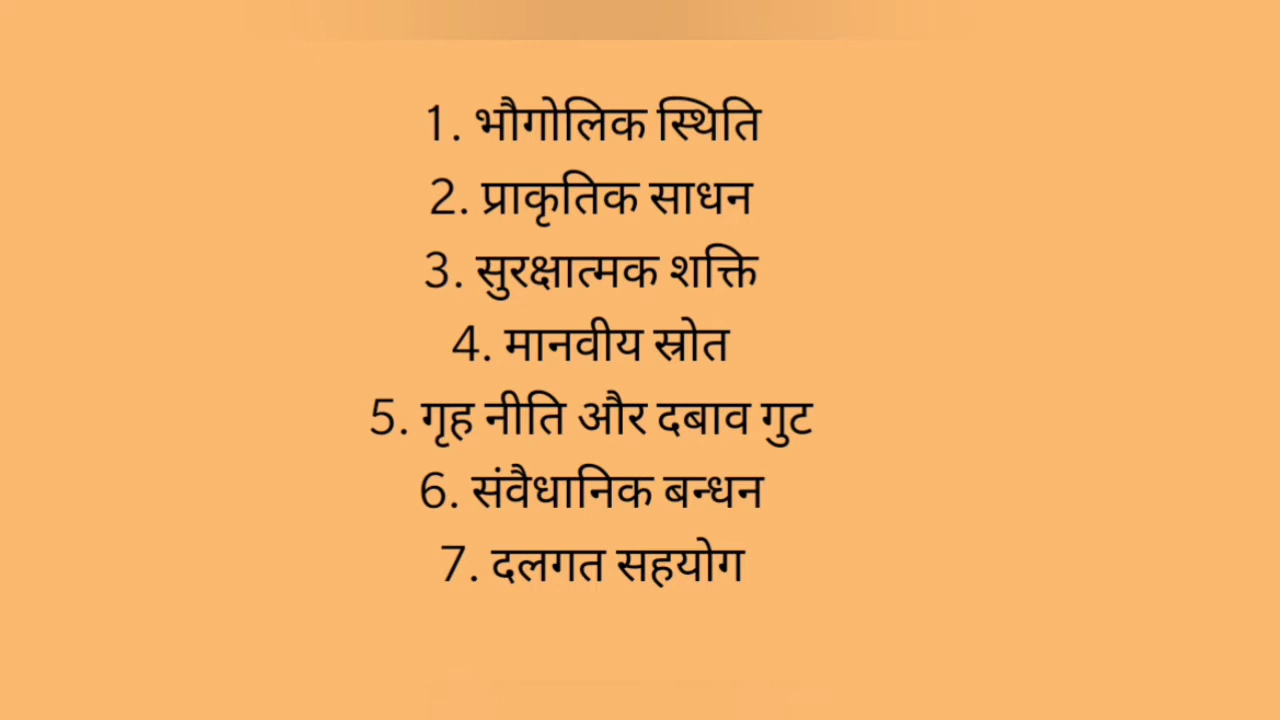 1. भौगोलिक स्थिति
2. प्राकृतिक साधन
3. सुरक्षात्मक शक्ति
4. मानवीय स्रोत
5. गृह नीति और दबाव गुट
6. संवैधानिक बन्धन
7. दलगत सहयोग